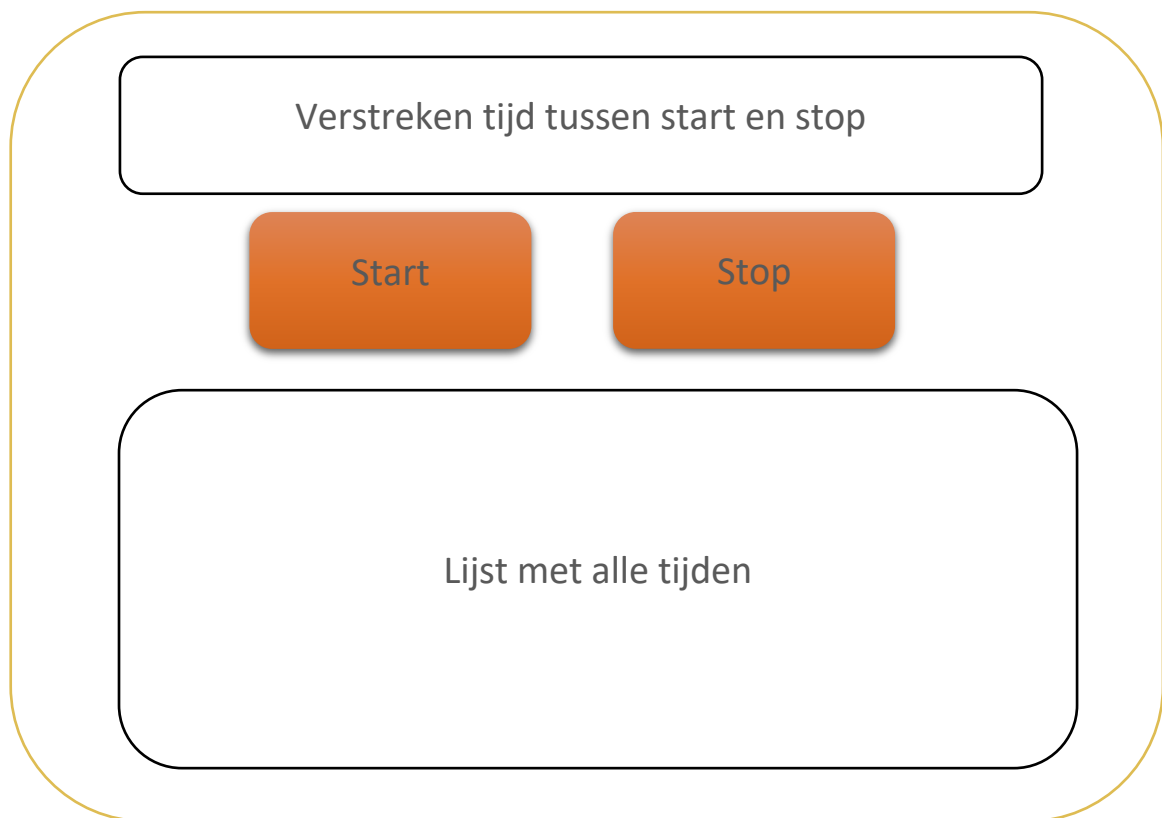 Verstreken tijd tussen start en stop
Start
Stop
Lijst met alle tijden